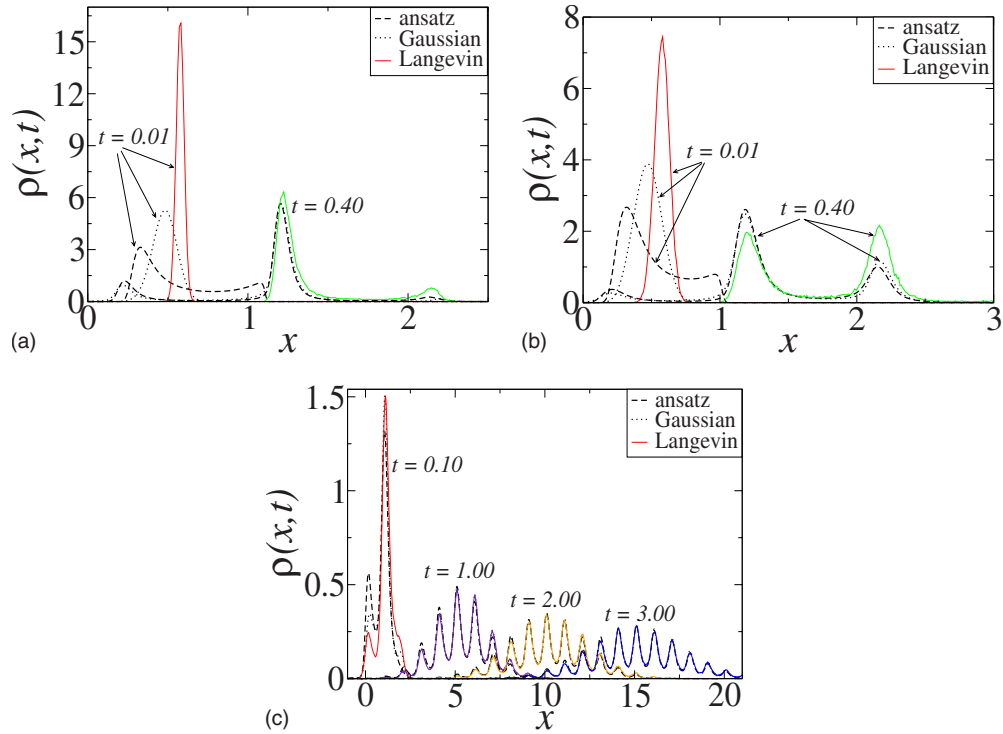 ansatz
Gaussian
Langevin
t = 0.01
t = 0.40
ρ(x,t)
15
12
9
6
3
0
0 1 2
x
(a)
ansatz
Gaussian
Langevin
t = 0.01
t = 0.40
ρ(x,t)
8
6
4
2
0
0 1 2 3
x
(b)
ansatz
Gaussian
Langevin
t = 0.10
t = 1.00
t = 2.00
t = 3.00
ρ(x,t)
1.5
1
0.5
0
0 5 10 15 20
x
(c)